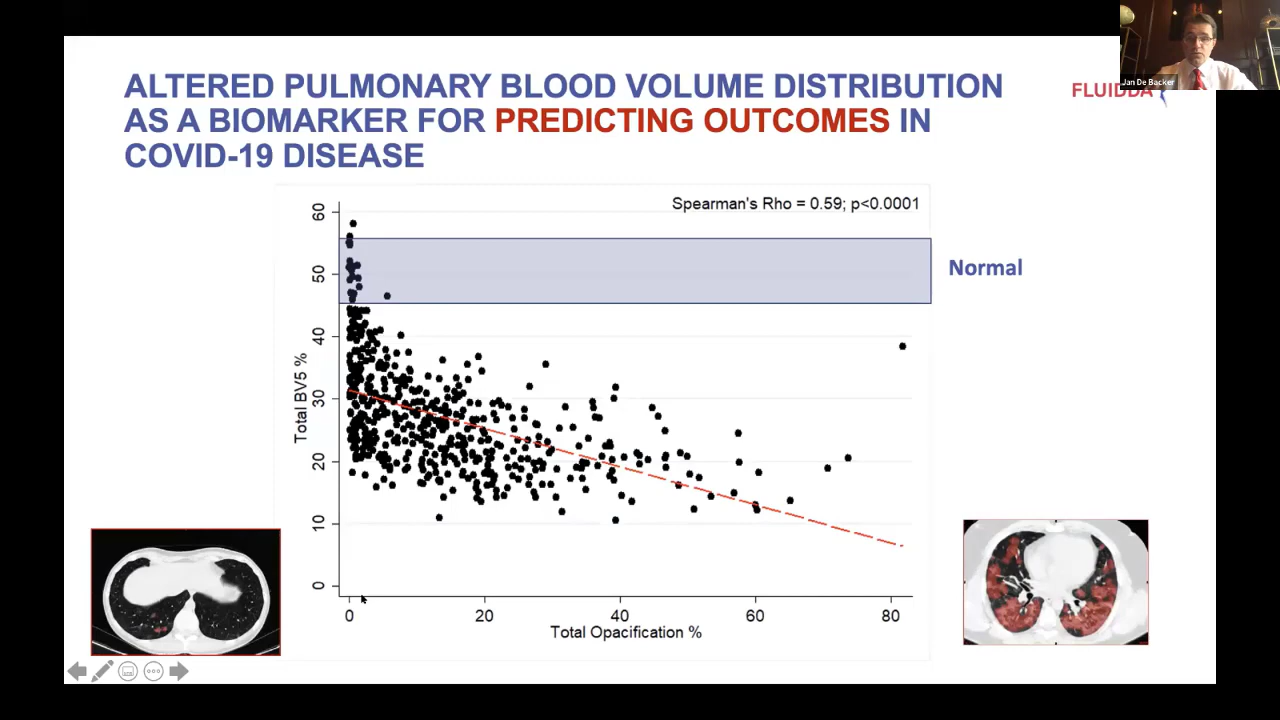 ALTERED PULMONARY BLOOD VOLUME DISTRIBUTION
AS A BIOMARKER FOR PREDICTING OUTCOMES IN
COVID-19 DISEASE
Jan De Backer
FLUIDDA
Spearman's Rho = 0.59; p<0.0001
Normal
Total BV5 %
60
50
40
30
20
10
0
0 20 40 60 80
Total Opacification %